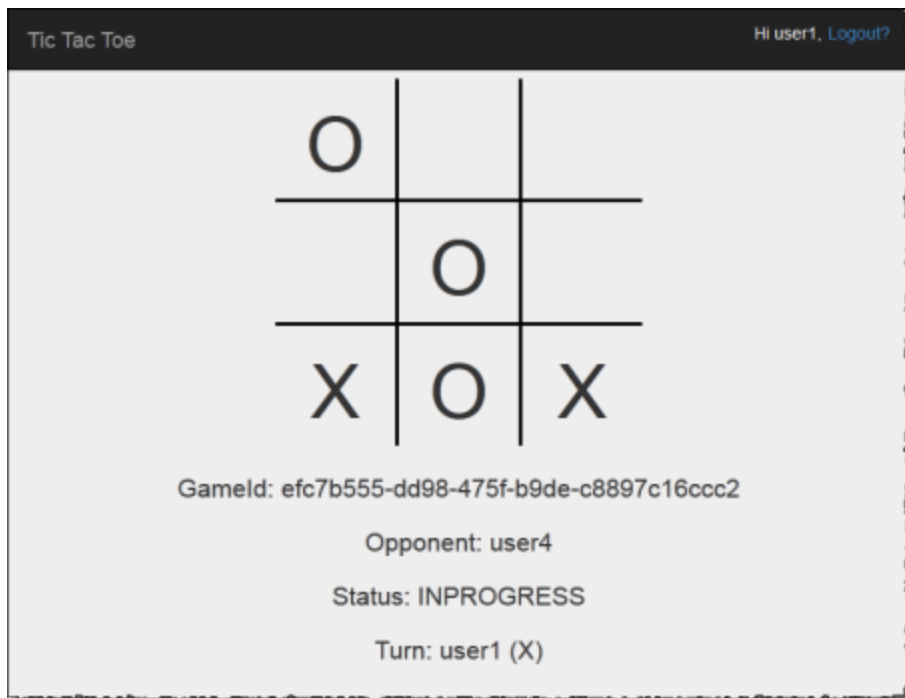 Tic Tac Toe
Hi user1, Logout?
O
O
X O X
GameId: efc7b555-dd98-475f-b9de-c8897c16ccc2
Opponent: user4
Status: INPROGRESS
Turn: user1 (X)